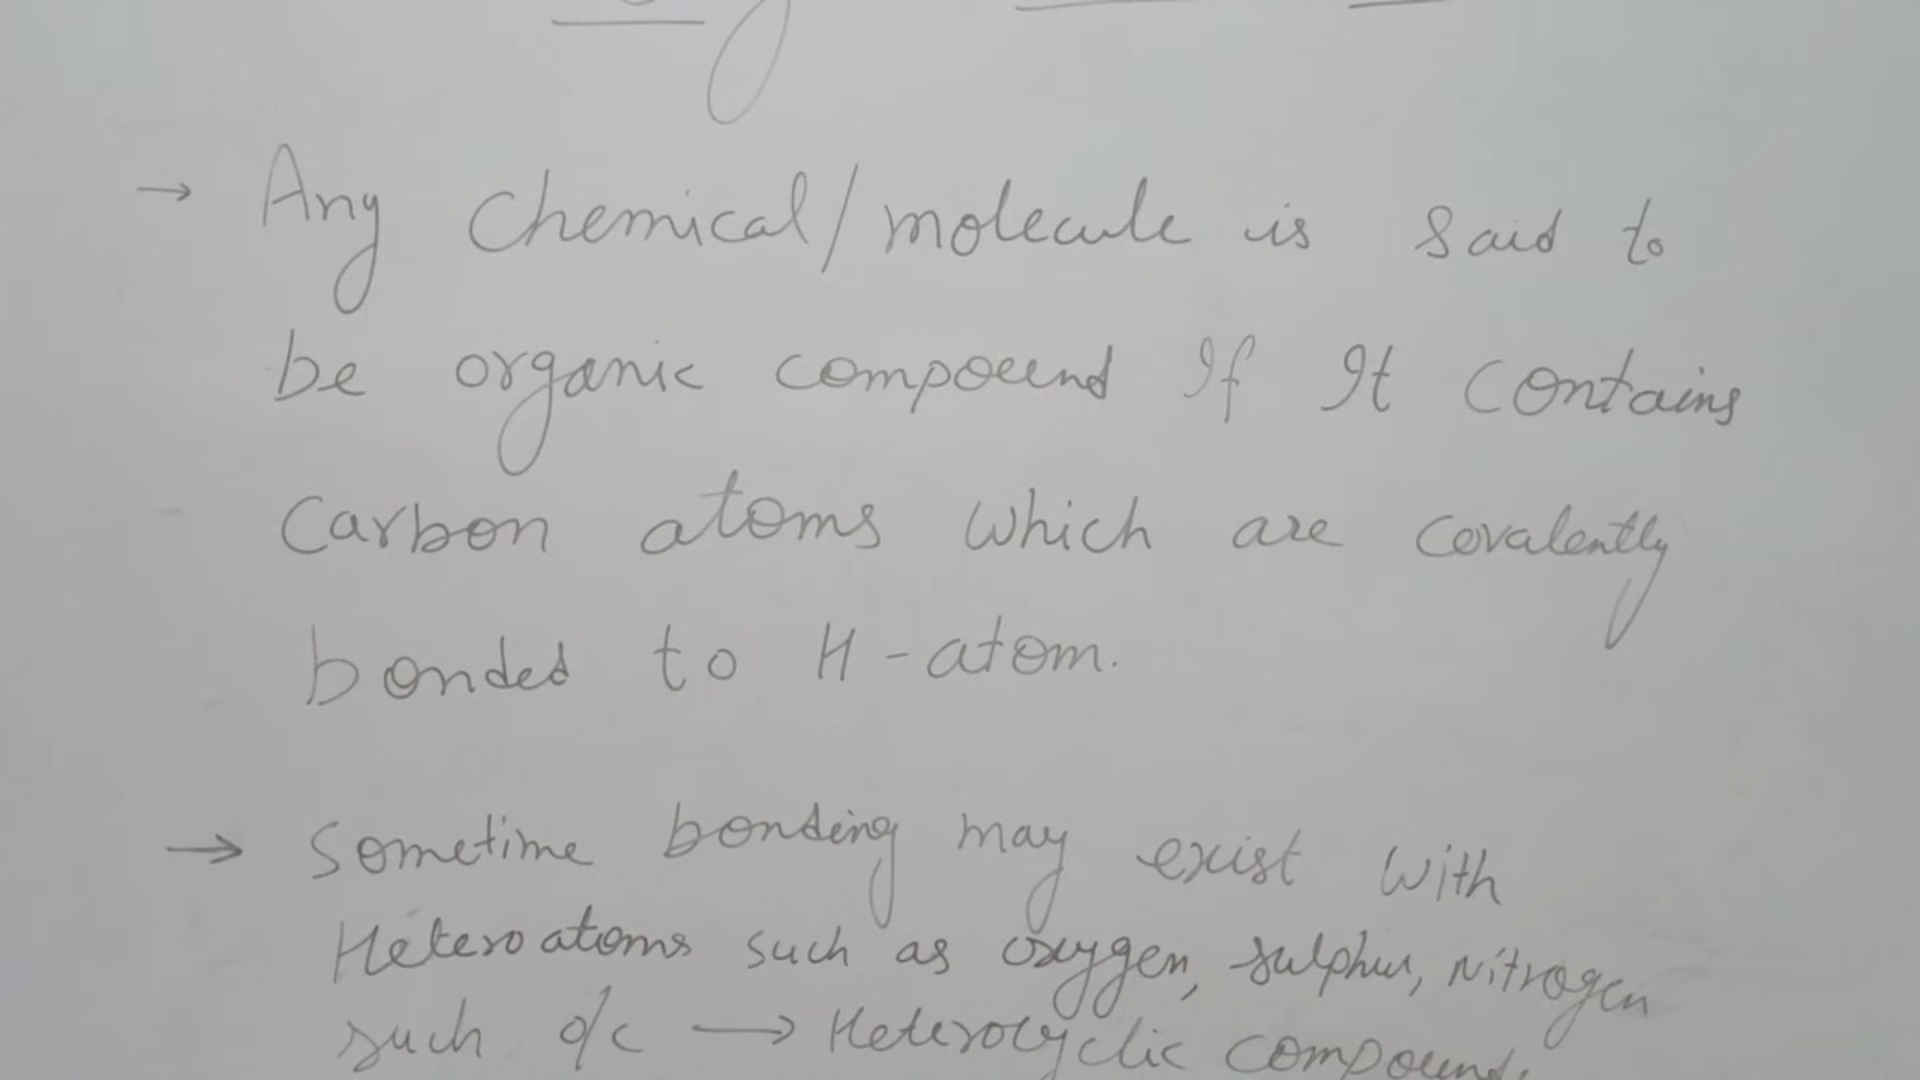 → Any chemical/molecule is said to
be organic compound If It contains
carbon atoms which are covalently
bonded to H-atom.
→ Sometime bonding may exist with
Heteroatoms such as oxygen, sulphur, Nitrogen
such o/c → Heterocyclic compound.